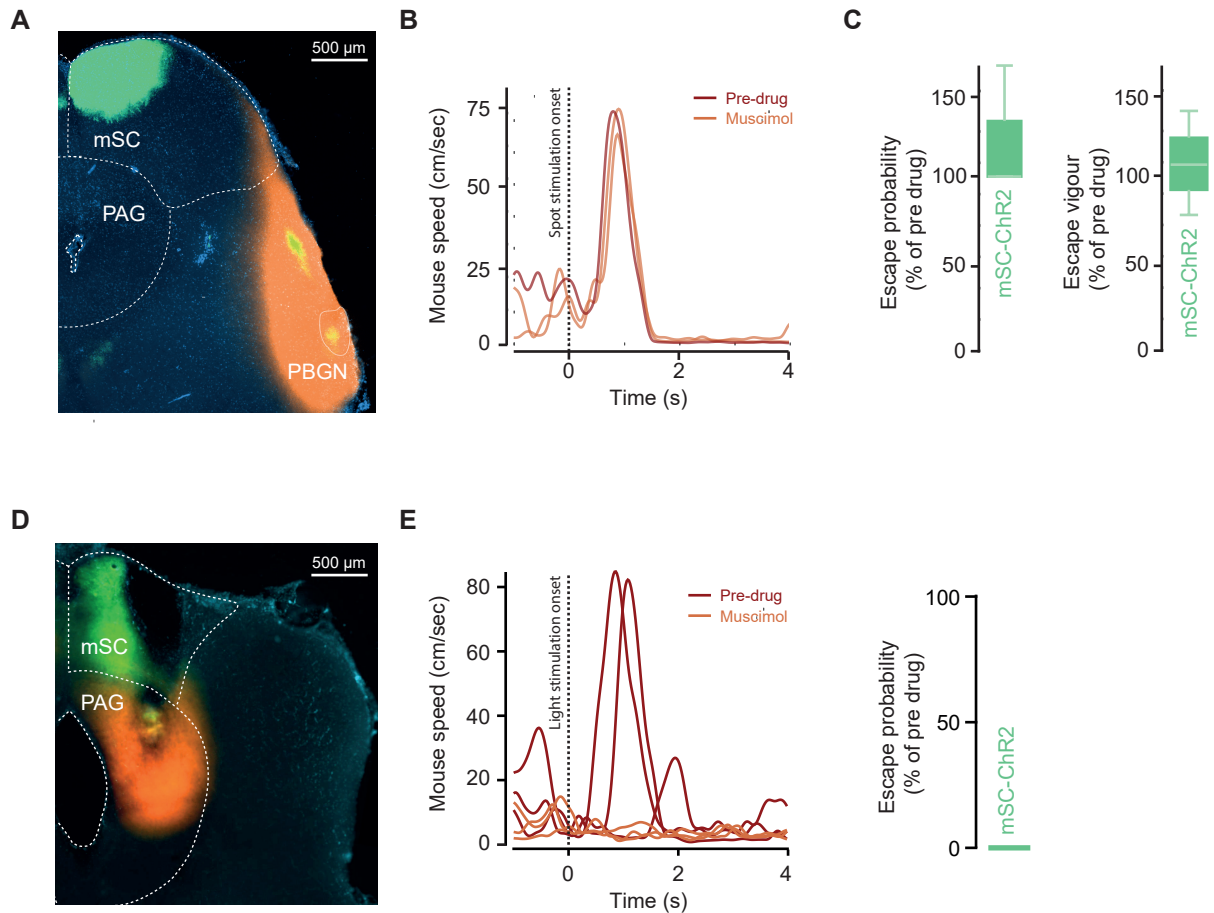 A
500 µm
mSC
PAG
PBGN
B
Mouse speed (cm/sec)
75
50
25
0
Spot stimulation onset
Pre-drug
Muscimol
0
2
4
Time (s)
C
Escape probability
(% of pre drug)
150
100
50
0
mSC-ChR2
Escape vigour
(% of pre drug)
150
100
50
0
mSC-ChR2
D
500 µm
mSC
PAG
E
Mouse speed (cm/sec)
80
60
40
20
0
Light stimulation onset
Pre-drug
Muscimol
0
2
4
Time (s)
Escape probability
(% of pre drug)
100
50
0
mSC-ChR2